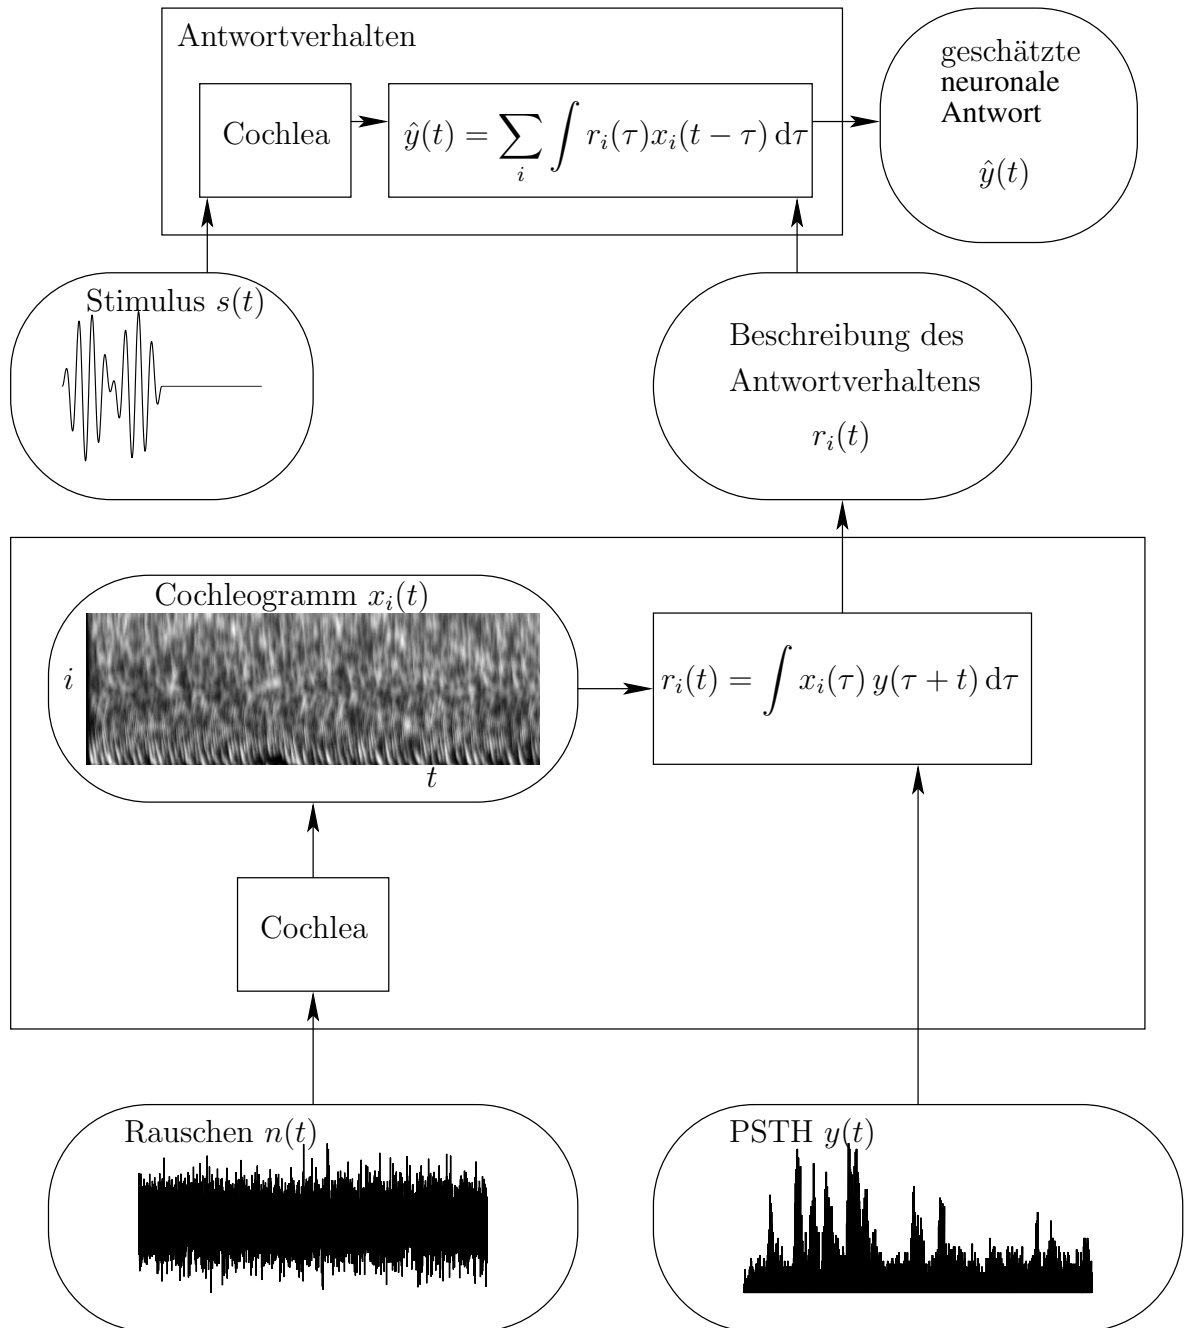 Antwortverhalten
Cochlea
ŷ(t) = ∑_i ∫ r_i(τ)x_i(t − τ) dτ
geschätzte
neuronale
Antwort
ŷ(t)
Stimulus s(t)
Beschreibung des
Antwortverhaltens
r_i(t)
Cochleogramm x_i(t)
i
t
r_i(t) = ∫ x_i(τ) y(τ + t) dτ
Cochlea
Rauschen n(t)
PSTH y(t)